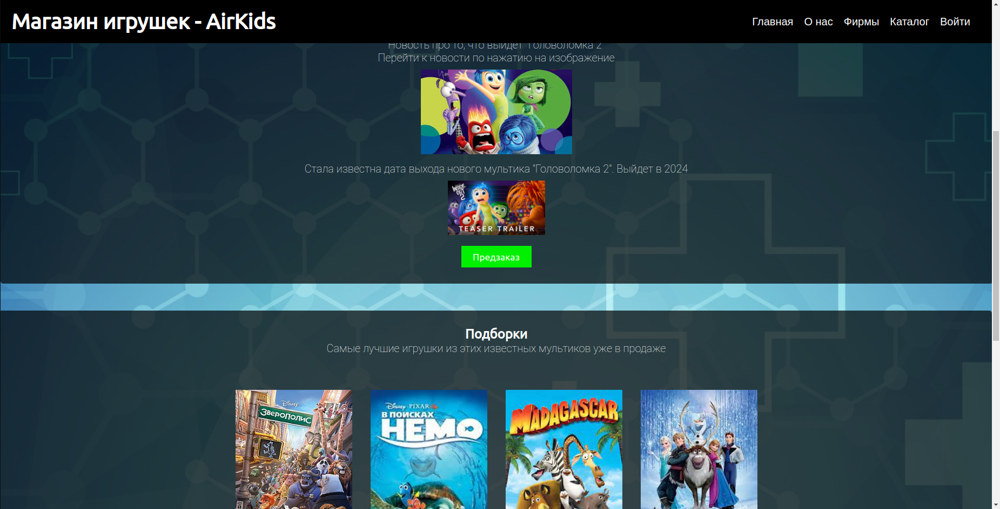 Магазин игрушек - AirKids
Главная О нас Фирмы Каталог Войти
Новость про то, что выйдет "Головоломка 2"
Перейти к новости по нажатию на изображение
Стала известна дата выхода нового мультика "Головоломка 2". Выйдет в 2024
INSIDE
OUT
2
TEASER TRAILER
Предзаказ
Подборки
Самые лучшие игрушки из этих известных мультиков уже в продаже
Disney
ЗВЕРОПОЛИС
Disney · PIXAR
В ПОИСКАХ
НЕМО
MADAGASCAR